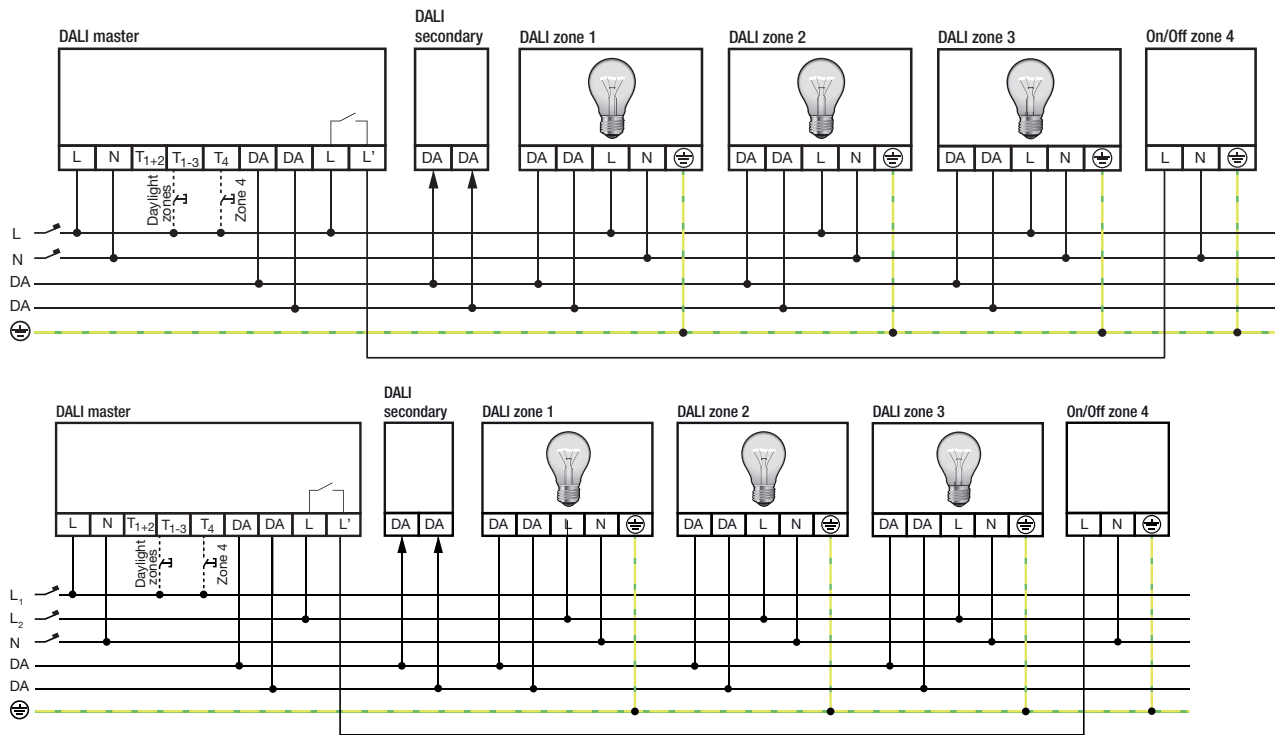 DALI master
DALI
secondary
DALI zone 1
DALI zone 2
DALI zone 3
On/Off zone 4
L N T1+2 T1-3 T4 DA DA L L'
DA DA
DA DA L N
DA DA L N
DA DA L N
L N
Daylight
zones
Zone 4
L
N
DA
DA
DALI master
DALI
secondary
DALI zone 1
DALI zone 2
DALI zone 3
On/Off zone 4
L N T1+2 T1-3 T4 DA DA L L'
DA DA
DA DA L N
DA DA L N
DA DA L N
L N
Daylight
zones
Zone 4
L1
L2
N
DA
DA